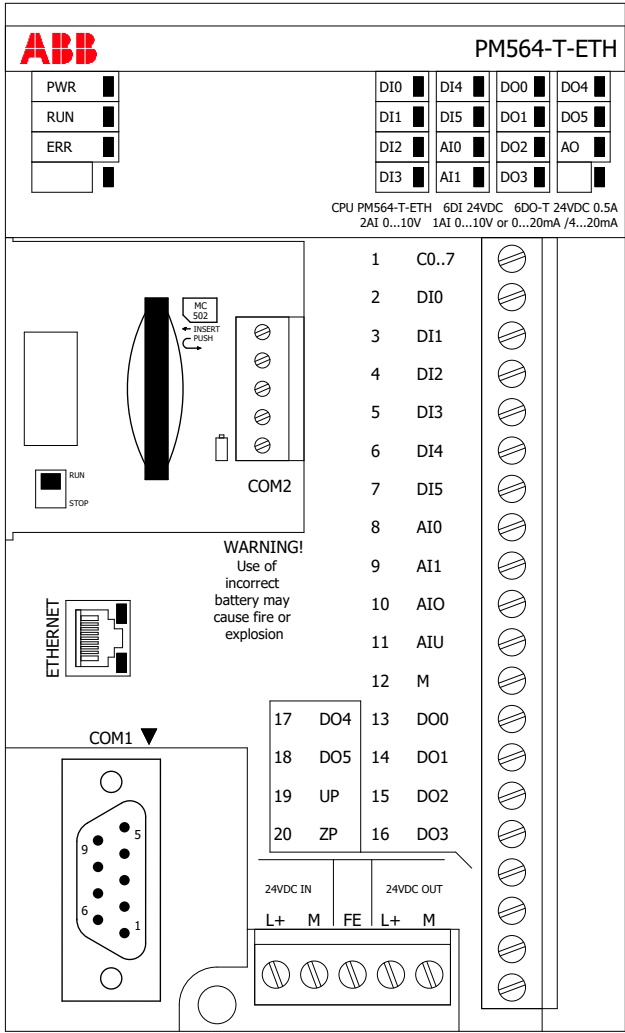 ABB PM564-T-ETH
PWR DI0 DI4 DO0 DO4
RUN DI1 DI5 DO1 DO5
ERR DI2 AI0 DO2 AO
DI3 AI1 DO3
CPU PM564-T-ETH 6DI 24VDC 6DO-T 24VDC 0.5A
2AI 0...10V 1AI 0...10V or 0...20mA /4...20mA
1 C0..7
2 DI0
3 DI1
4 DI2
5 DI3
6 DI4
7 DI5
8 AI0
9 AI1
10 AIO
11 AIU
12 M
13 DO0
14 DO1
15 DO2
16 DO3
17 DO4
18 DO5
19 UP
20 ZP
MC
502
INSERT
PUSH
RUN
STOP
COM2
WARNING!
Use of
incorrect
battery may
cause fire or
explosion
ETHERNET
COM1
5
9
6
1
24VDC IN 24VDC OUT
L+ M FE L+ M